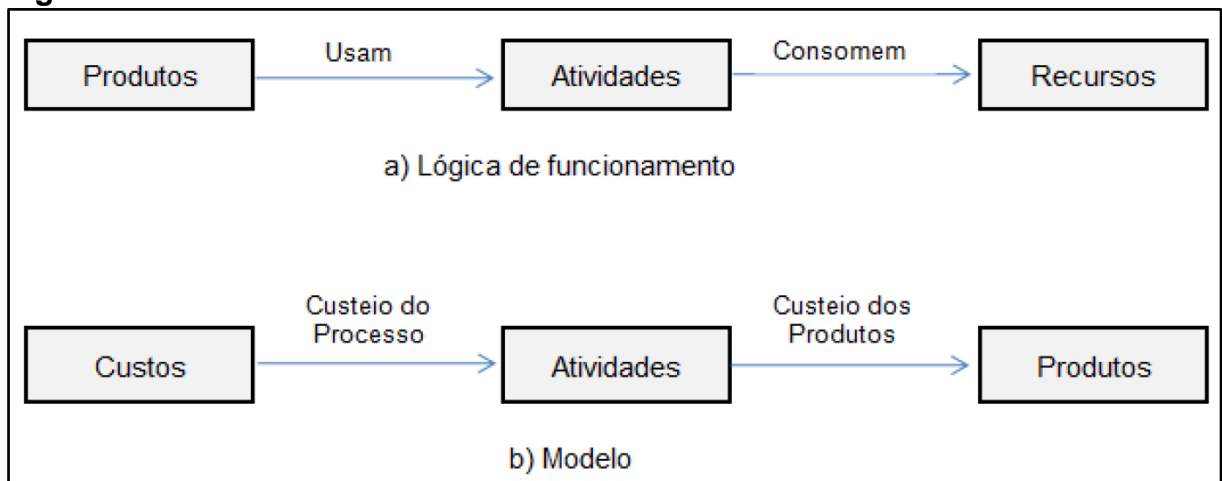 Usam
Consomem
Produtos
Atividades
Recursos
a) Lógica de funcionamento
Custeio do
Processo
Custeio dos
Produtos
Custos
Atividades
Produtos
b) Modelo